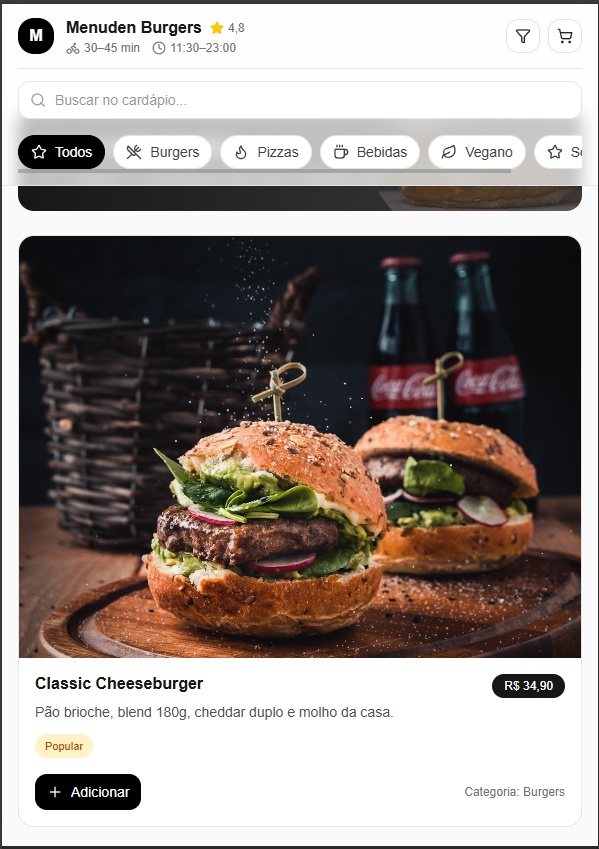 M
Menuden Burgers 4,8
30–45 min 11:30–23:00
Buscar no cardápio...
Todos Burgers Pizzas Bebidas Vegano
Coca-Cola Coca-Cola
Classic Cheeseburger
R$ 34,90
Pão brioche, blend 180g, cheddar duplo e molho da casa.
Popular
+ Adicionar
Categoria: Burgers